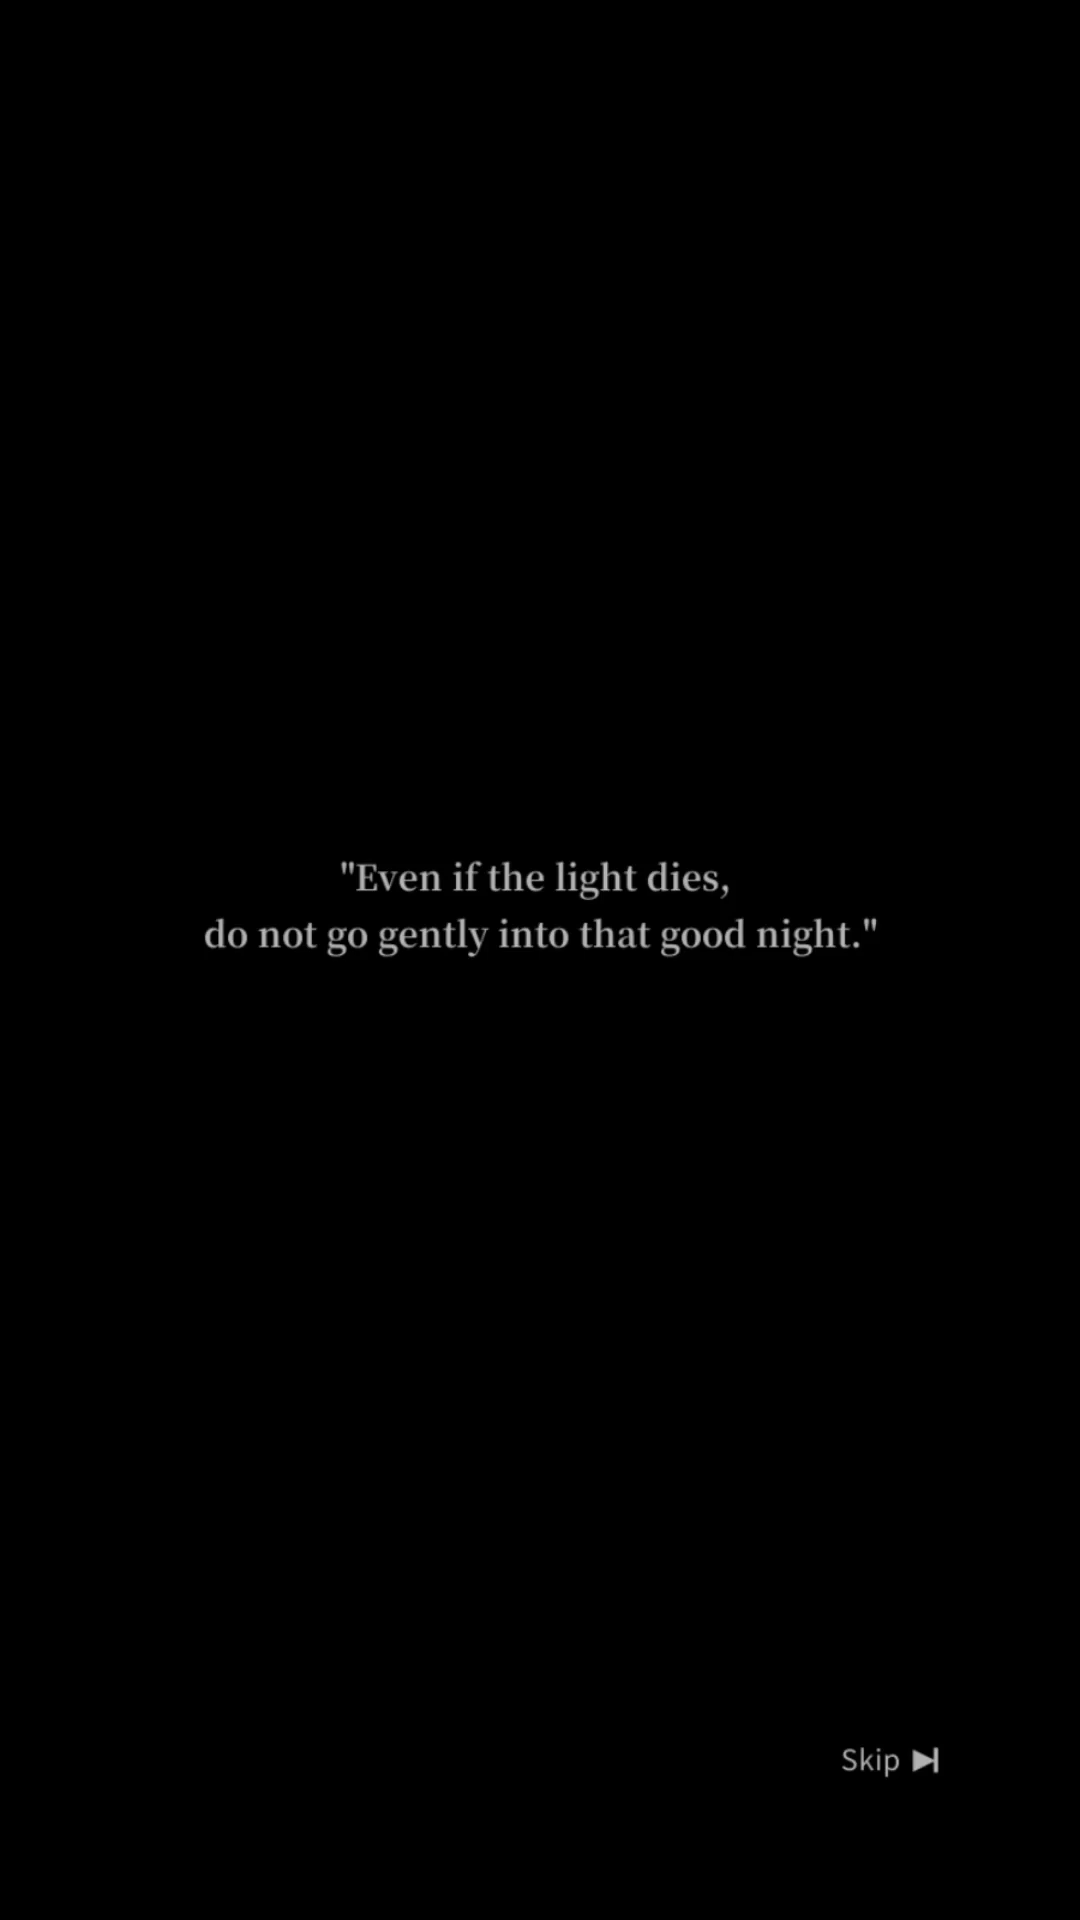 "Even if the light dies,
do not go gently into that good night."
Skip